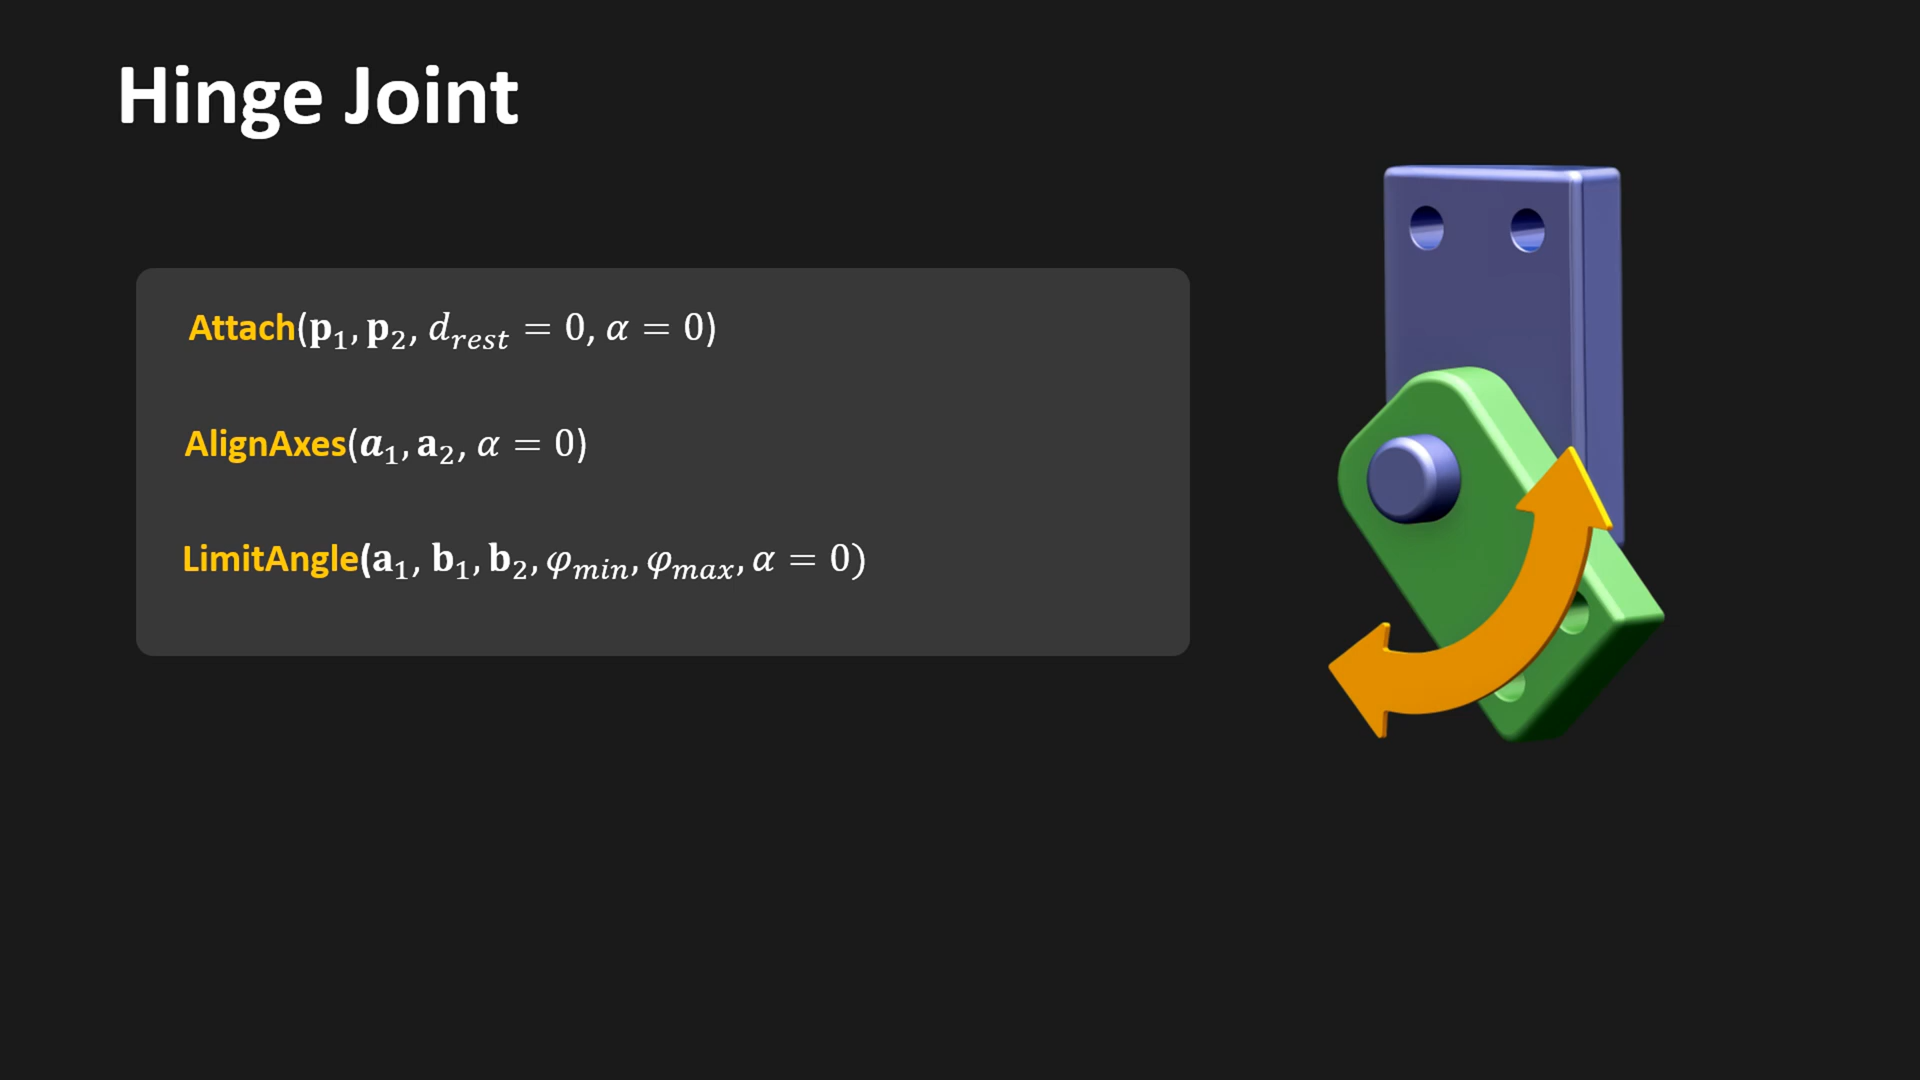 Hinge Joint
Attach(p₁, p₂, d_rest = 0, α = 0)
AlignAxes(a₁, a₂, α = 0)
LimitAngle(a₁, b₁, b₂, φ_min, φ_max, α = 0)